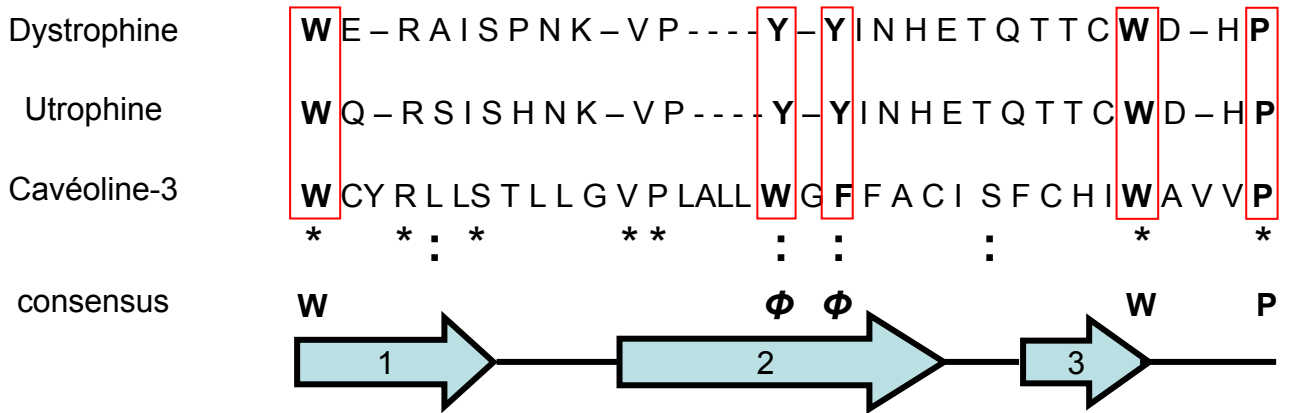 Dystrophine W E – R A I S P N K – V P - - - - Y – Y I N H E T Q T T C W D – H P
Utrophine W Q – R S I S H N K – V P - - - - Y – Y I N H E T Q T T C W D – H P
Cavéoline-3 W C Y R L L S T L L G V P L A L L W G F F A C I S F C H I W A V V P
* * : * * * : : : * *
consensus W Φ Φ W P
1 2 3